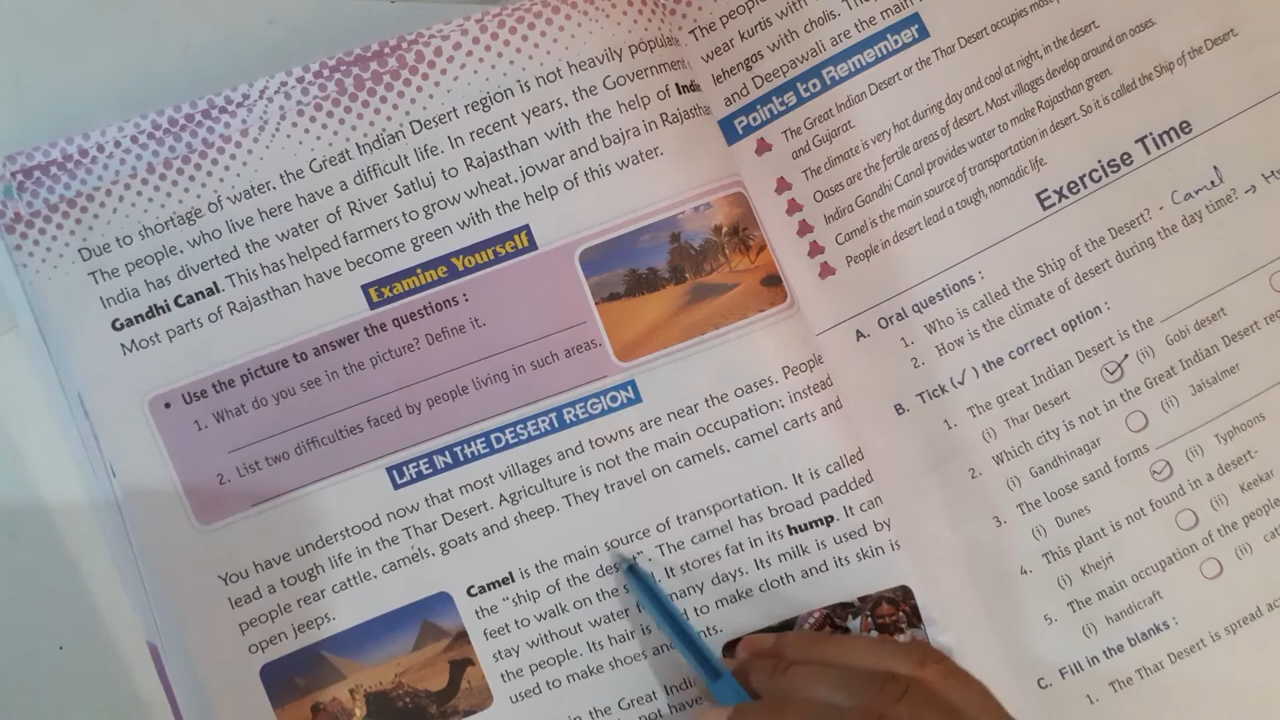 Due to shortage of water, the Great Indian Desert region is not heavily
The people, who live here have a difficult life. In recent years, the Government
India has diverted the water of River Satluj to Rajasthan with the help of
Gandhi Canal. This has helped farmers to grow wheat, jowar and bajra in
Most parts of Rajasthan have become green with the help of this water.
Examine Yourself
• Use the picture to answer the questions :
1. What do you see in the picture? Define it.
2. List two difficulties faced by people living in such areas.
LIFE IN THE DESERT REGION
You have understood now that most villages and towns are near the oases. People
lead a tough life in the Thar Desert. Agriculture is not the main occupation; instead
people rear cattle, camels, goats and sheep. They travel on camels, camel carts and
open jeeps.
Camel is the main source of transportation. It is called
the "ship of the". The camel has broad padded
feet to walk on the It stores fat in its hump. It can
stay without water many days. Its milk is used by
the people. Its hair is to make cloth and its skin is
used to make shoes
in the Great
not have
The people
wear kurtis with
lehengas with cholis.
and Deepawali are the main
Points to Remember
The Great Indian Desert or the Thar Desert occupies
and Gujarat.
The climate is very hot during day and cool at night, in the desert.
Oases are the fertile areas of desert. Most villages develop around an oases.
Indira Gandhi Canal provides water to make Rajasthan green.
Camel is the main source of transportation in desert. So it is called the Ship of the Desert.
People in desert lead a tough, nomadic life.
Exercise Time
A. Oral questions :
1. Who is called the Ship of the Desert? - Camel
2. How is the climate of desert during the day time? →
B. Tick (✓) the correct option :
1. The great Indian Desert is the
(i) Thar Desert (ii) Gobi desert
2. Which city is not in the Great Indian Desert
(i) Gandhinagar (ii) Jaisalmer
3. The loose sand forms
(i) Dunes (ii) Typhoons
4. This plant is not found in a desert-
(i) Khejri (ii) Keekar
5. The main occupation of the people
(i) handicraft (ii)
C. Fill in the blanks :
1. The Thar Desert is spread